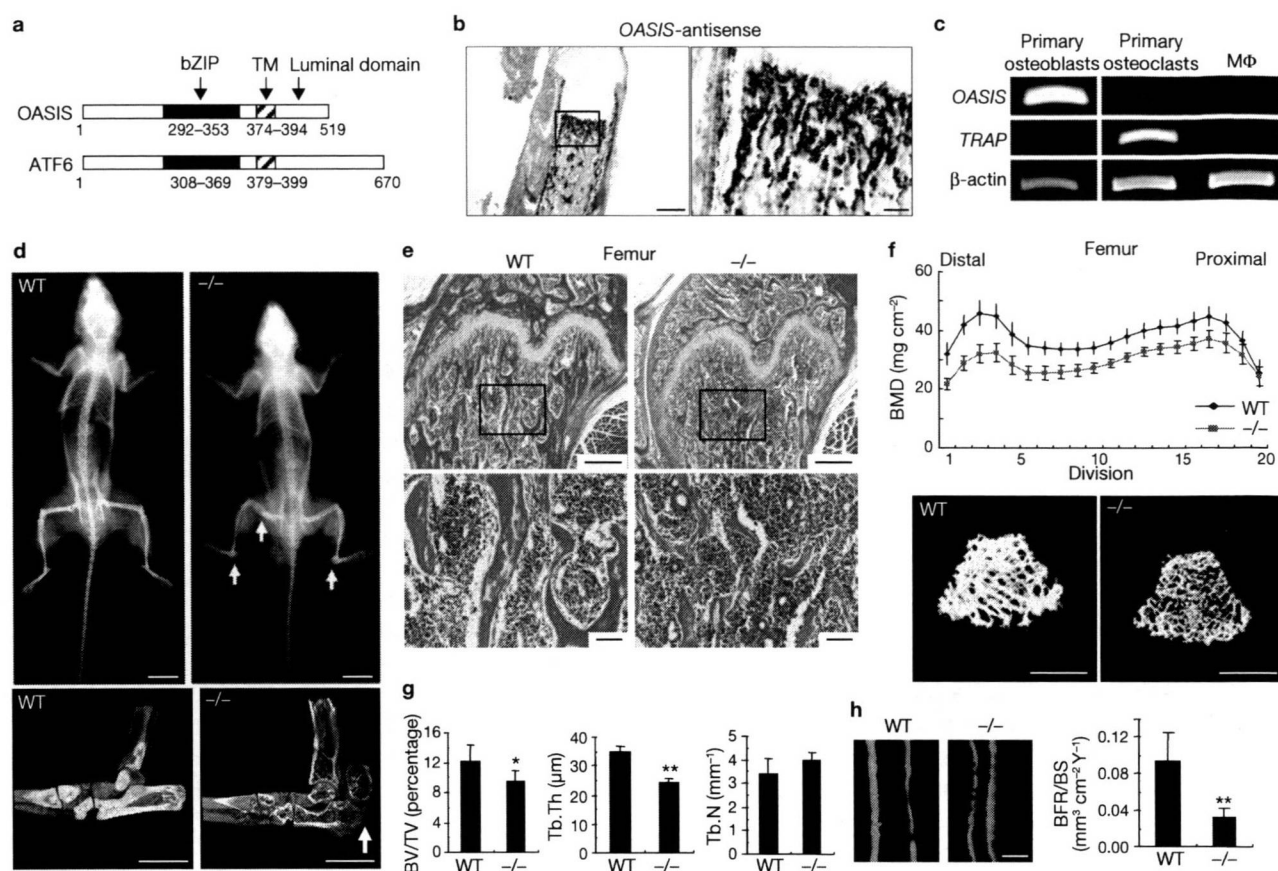 a
bZIP TM Luminal domain
OASIS
1 292–353 374–394 519
ATF6
308–369 379–399 670
1
b
OASIS-antisense
c
Primary osteoblasts
Primary osteoclasts
MΦ
OASIS
TRAP
β-actin
d
WT
–/–
WT
–/–
e
Femur
WT –/–
f
Distal Femur Proximal
BMD (mg cm⁻²)
60
40
20
0
1 5 10 15 20
Division
WT
–/–
WT
–/–
g
BV/TV (percentage)
16
12
8
4
0
*
WT –/–
Tb.Th (μm)
40
30
20
10
0
**
WT –/–
Tb.N (mm⁻¹)
5
4
3
2
1
0
WT –/–
h
WT –/–
BFR/BS
(mm³ cm⁻² Y⁻¹)
0.12
0.08
0.04
0.00
**
WT –/–